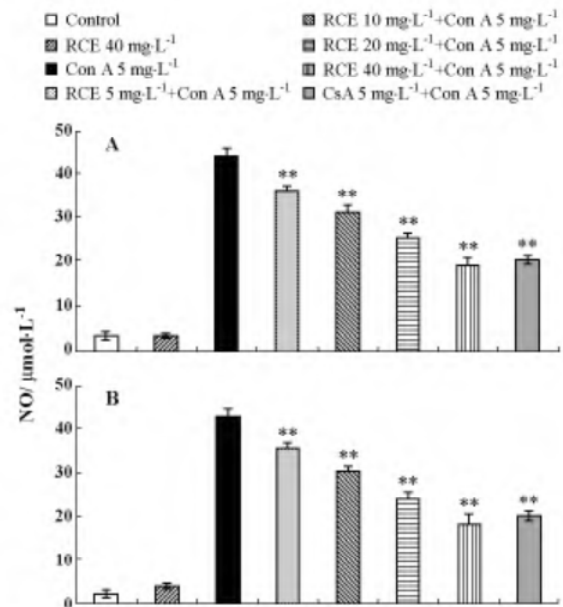 Control
RCE 40 mg·L⁻¹
Con A 5 mg·L⁻¹
RCE 5 mg·L⁻¹+Con A 5 mg·L⁻¹
RCE 10 mg·L⁻¹+Con A 5 mg·L⁻¹
RCE 20 mg·L⁻¹+Con A 5 mg·L⁻¹
RCE 40 mg·L⁻¹+Con A 5 mg·L⁻¹
CsA 5 mg·L⁻¹+Con A 5 mg·L⁻¹
NO/ μmol·L⁻¹
A
50
40
30
20
10
0
** ** ** ** **
B
50
40
30
20
10
0
** ** ** ** **